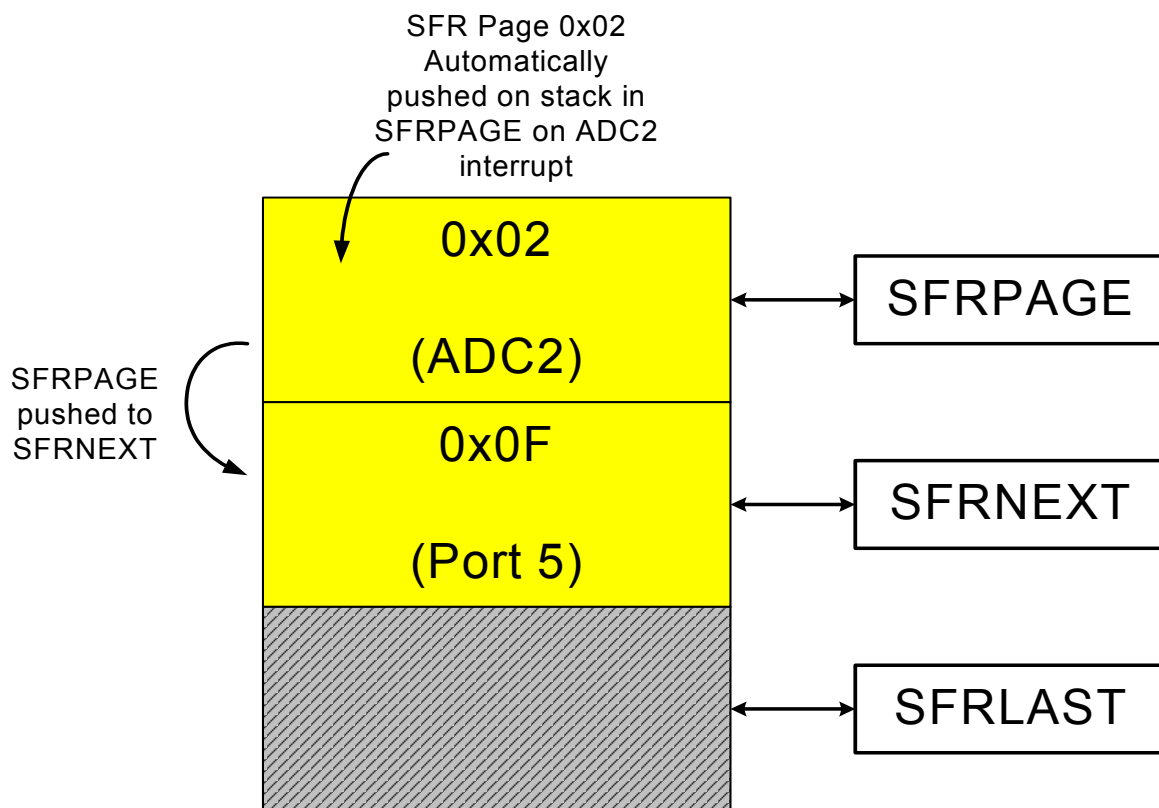 SFR Page 0x02
Automatically
pushed on stack in
SFRPAGE on ADC2
interrupt
0x02
(ADC2)
SFRPAGE
SFRPAGE
pushed to
SFRNEXT
0x0F
(Port 5)
SFRNEXT
SFRLAST